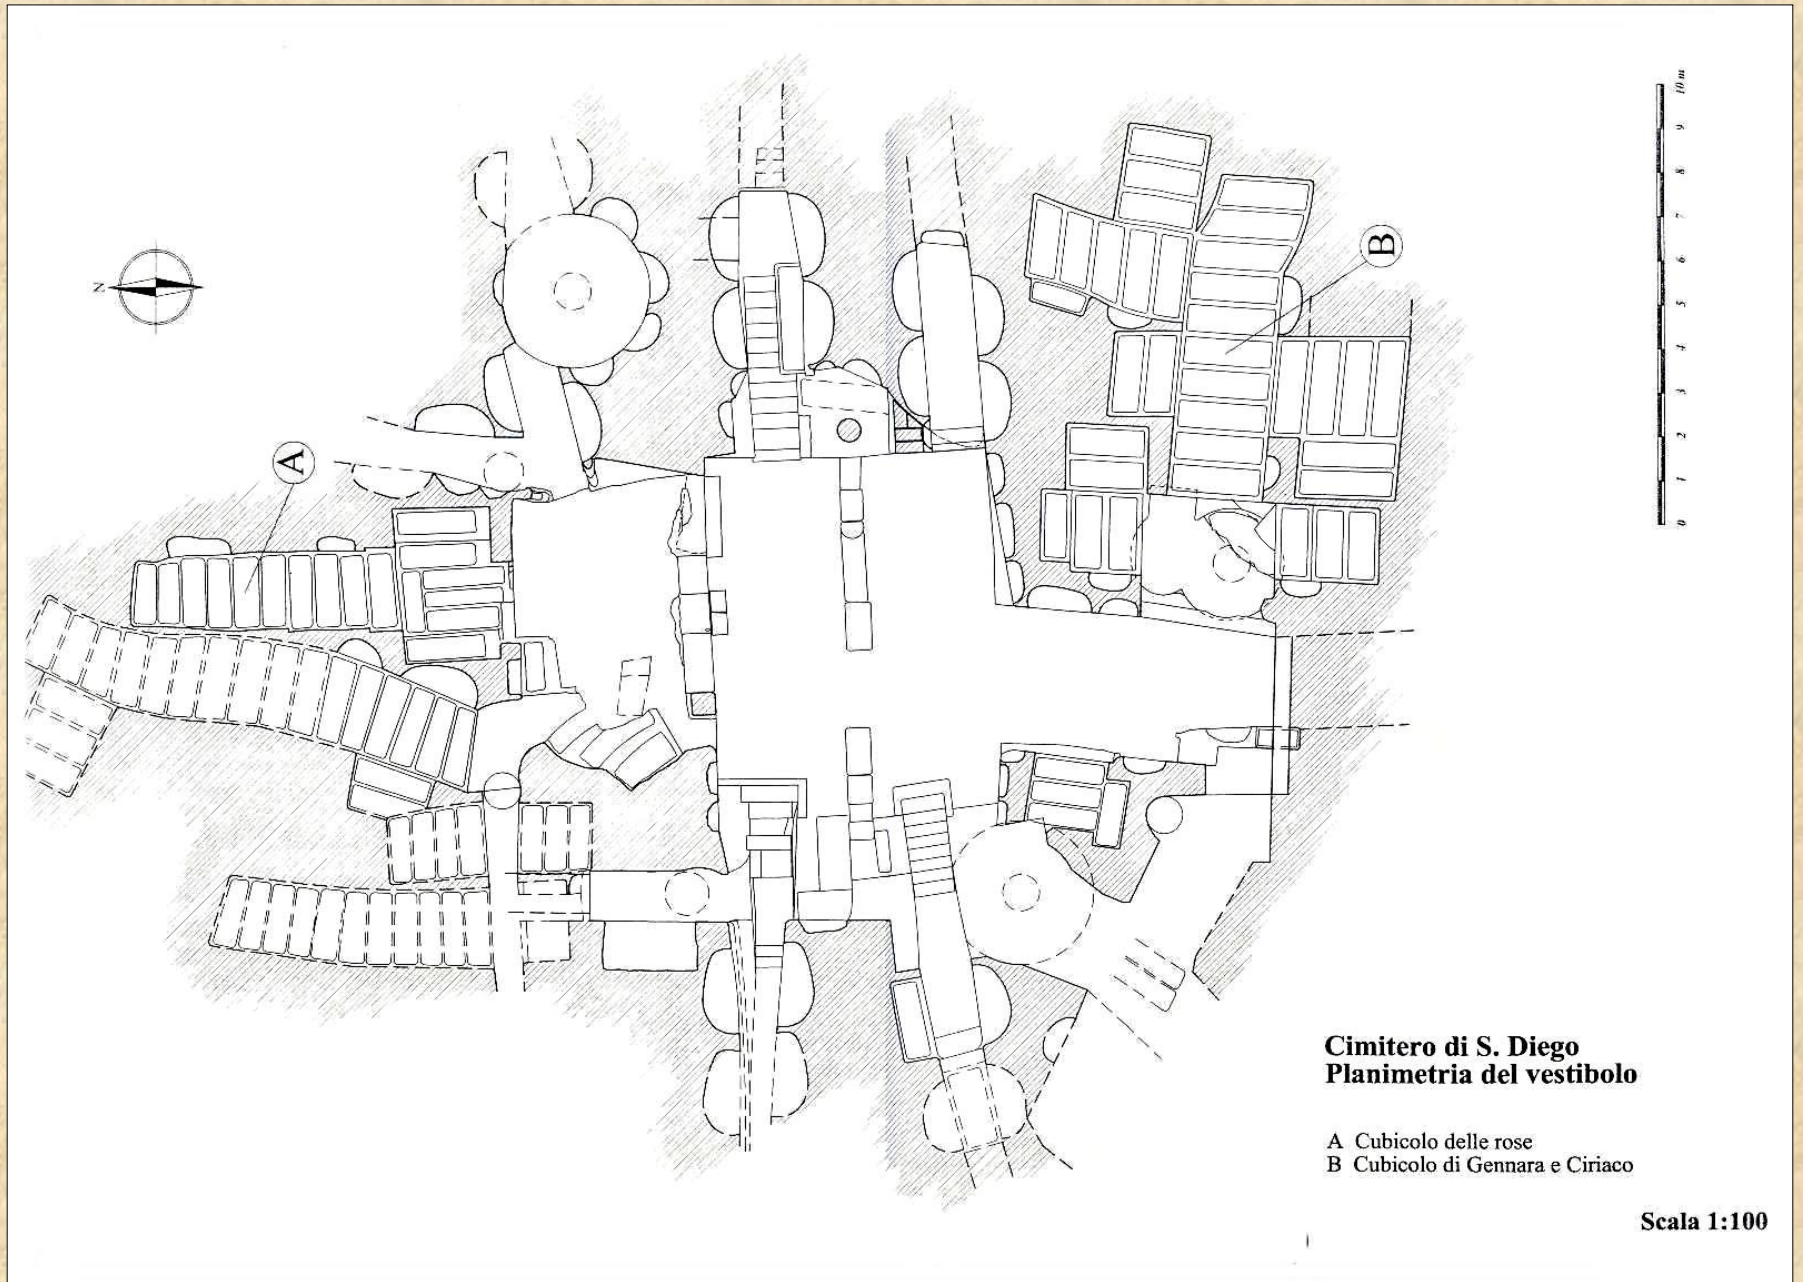 10 m
9
8
7
6
5
4
3
2
1
0
N
A
B
Cimitero di S. Diego
Planimetria del vestibolo
A Cubicolo delle rose
B Cubicolo di Gennara e Ciriaco
Scala 1:100